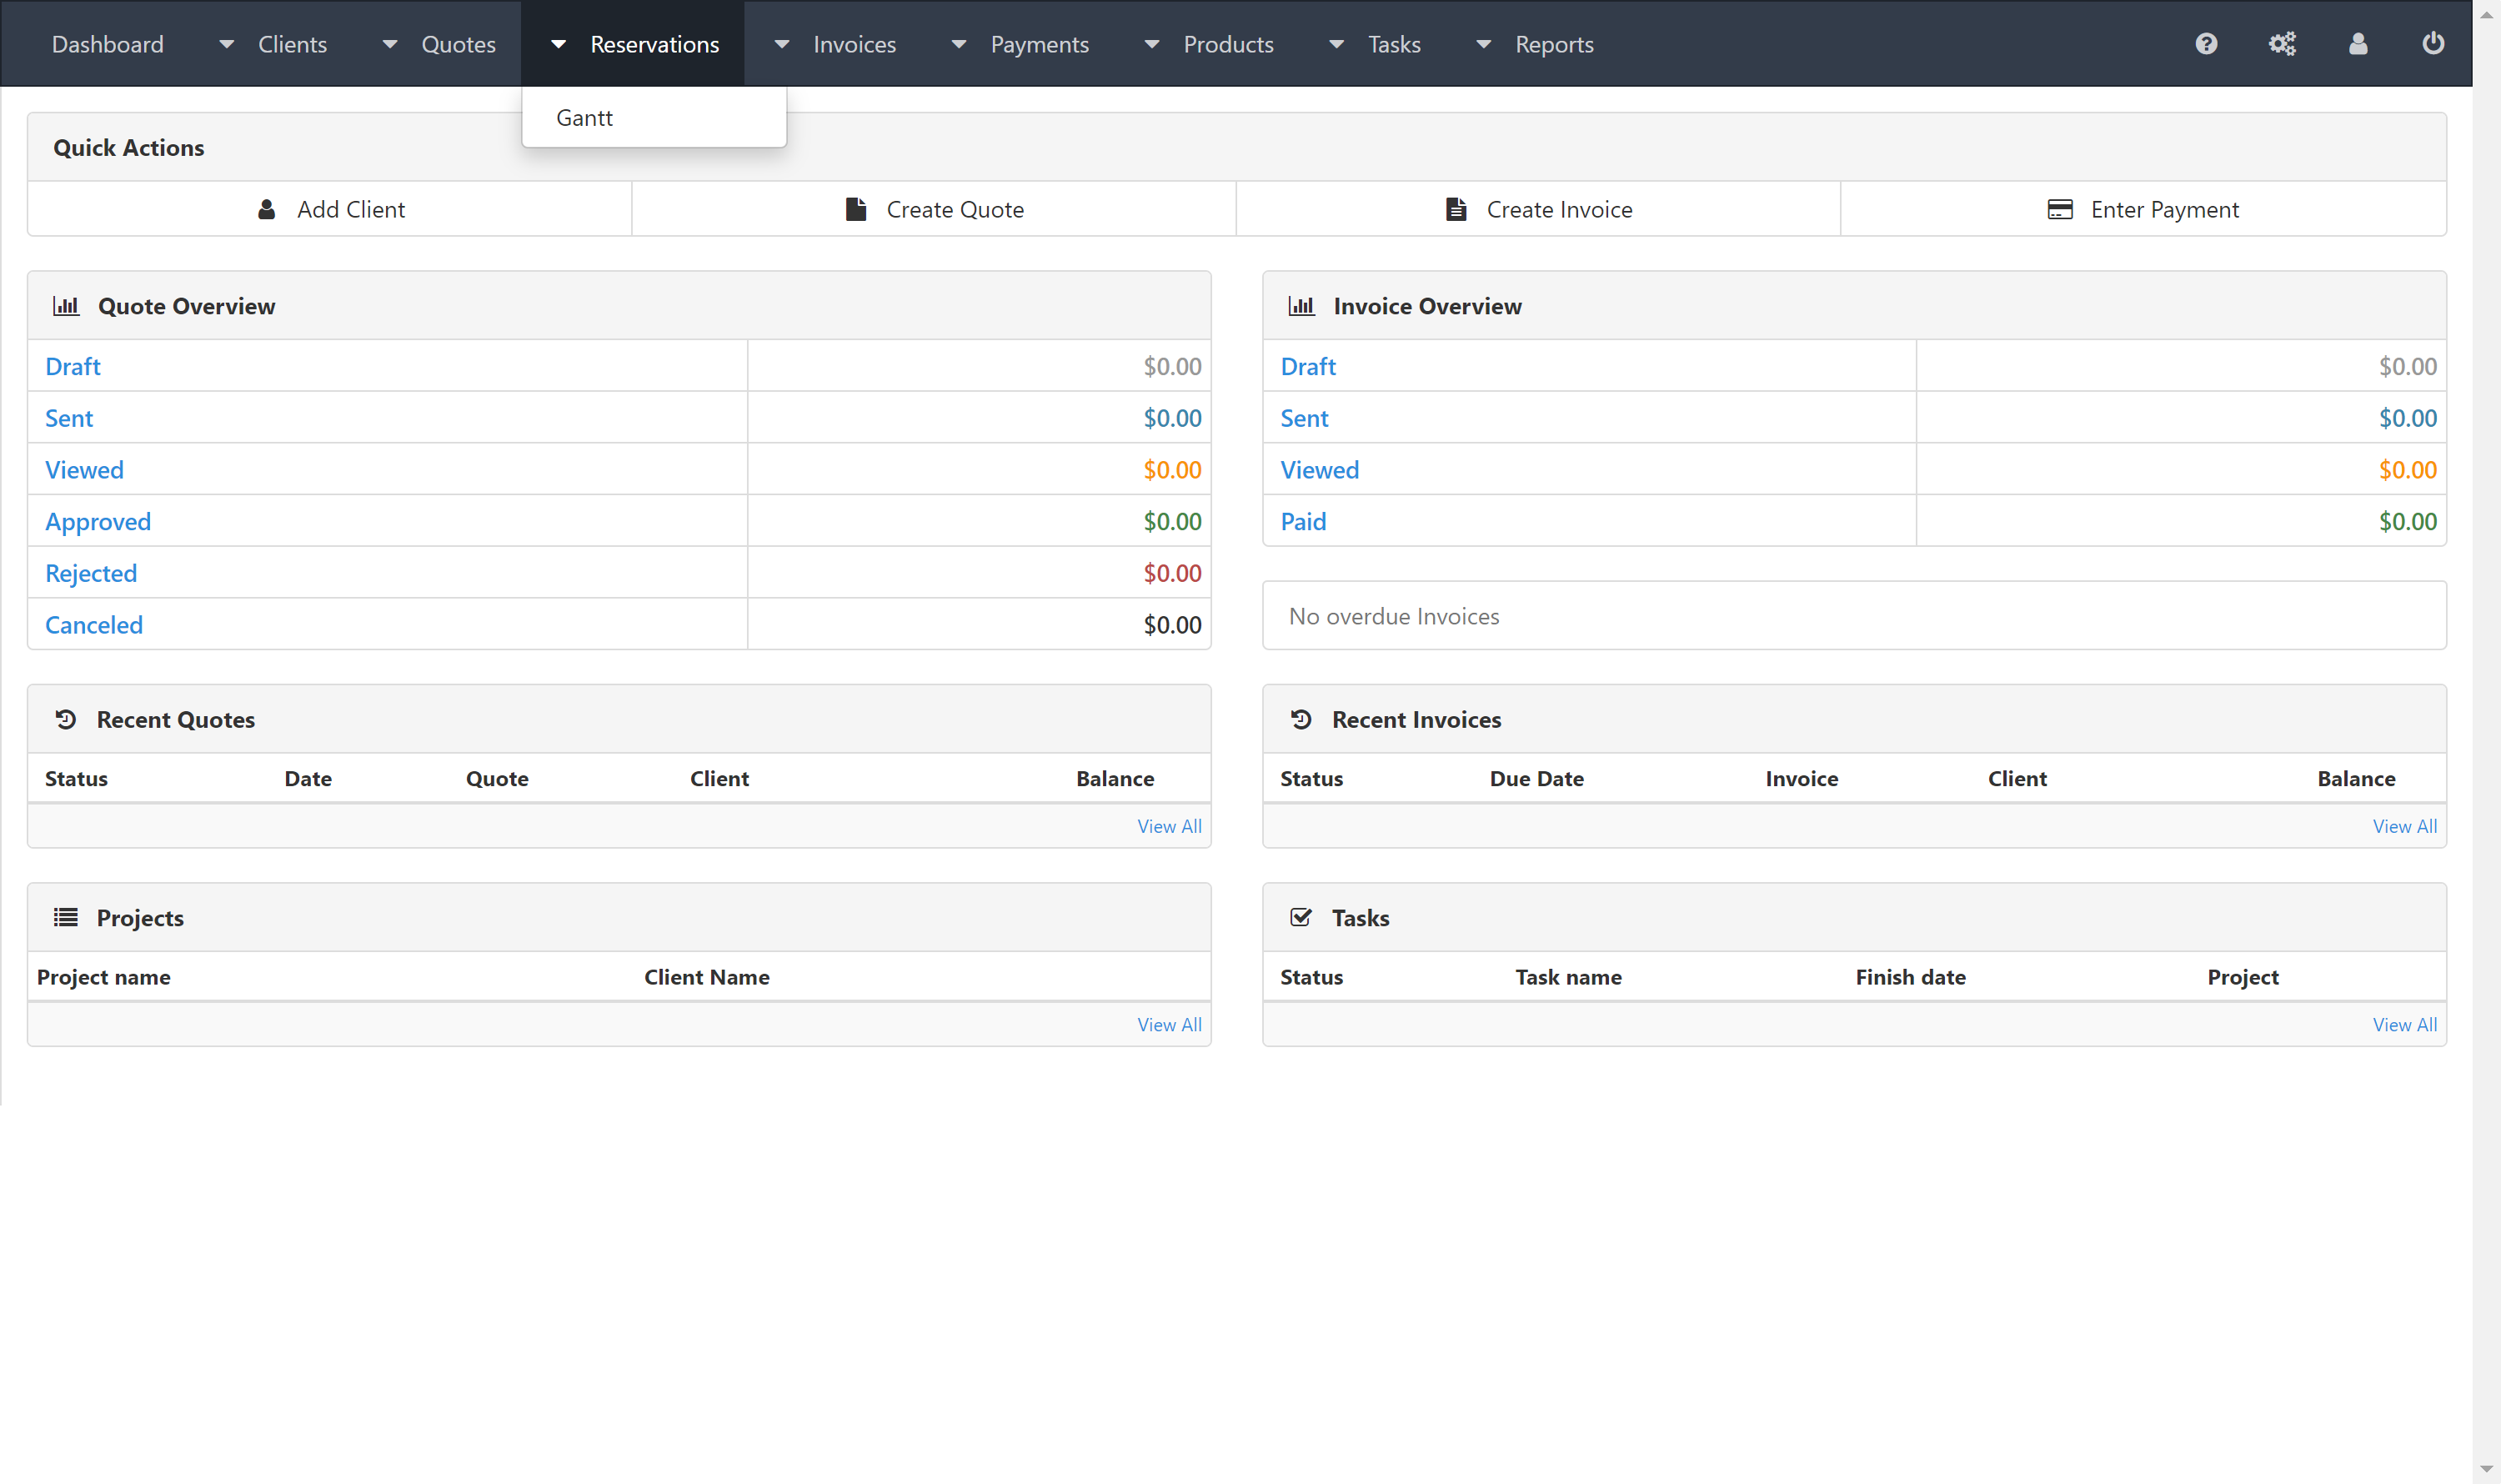 Dashboard Clients Quotes Reservations Invoices Payments Products Tasks Reports
Gantt
Quick Actions
Add Client Create Quote Create Invoice Enter Payment
Quote Overview
Draft $0.00
Sent $0.00
Viewed $0.00
Approved $0.00
Rejected $0.00
Canceled $0.00
Invoice Overview
Draft $0.00
Sent $0.00
Viewed $0.00
Paid $0.00
No overdue Invoices
Recent Quotes
Status Date Quote Client Balance
View All
Recent Invoices
Status Due Date Invoice Client Balance
View All
Projects
Project name Client Name
View All
Tasks
Status Task name Finish date Project
View All